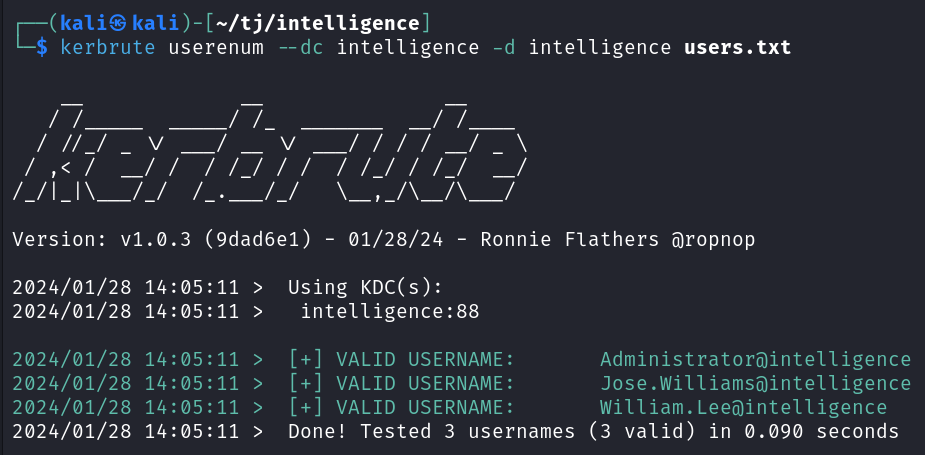 ┌──(kali㉿kali)-[~/tj/intelligence]
└─$ kerbrute userenum --dc intelligence -d intelligence users.txt
    __             __               __
   / /_____  _____/ /_  _______  __/ /____
  / //_/ _ \/ ___/ __ \/ ___/ / / / __/ _ \
 / ,< /  __/ /  / /_/ / /  / /_/ / /_/  __/
/_/|_|\___/_/  /_.___/_/   \__,_/\__/\___/
Version: v1.0.3 (9dad6e1) - 01/28/24 - Ronnie Flathers @ropnop
2024/01/28 14:05:11 >  Using KDC(s):
2024/01/28 14:05:11 >   intelligence:88
2024/01/28 14:05:11 >  [+] VALID USERNAME:       Administrator@intelligence
2024/01/28 14:05:11 >  [+] VALID USERNAME:       Jose.Williams@intelligence
2024/01/28 14:05:11 >  [+] VALID USERNAME:       William.Lee@intelligence
2024/01/28 14:05:11 >  Done! Tested 3 usernames (3 valid) in 0.090 seconds